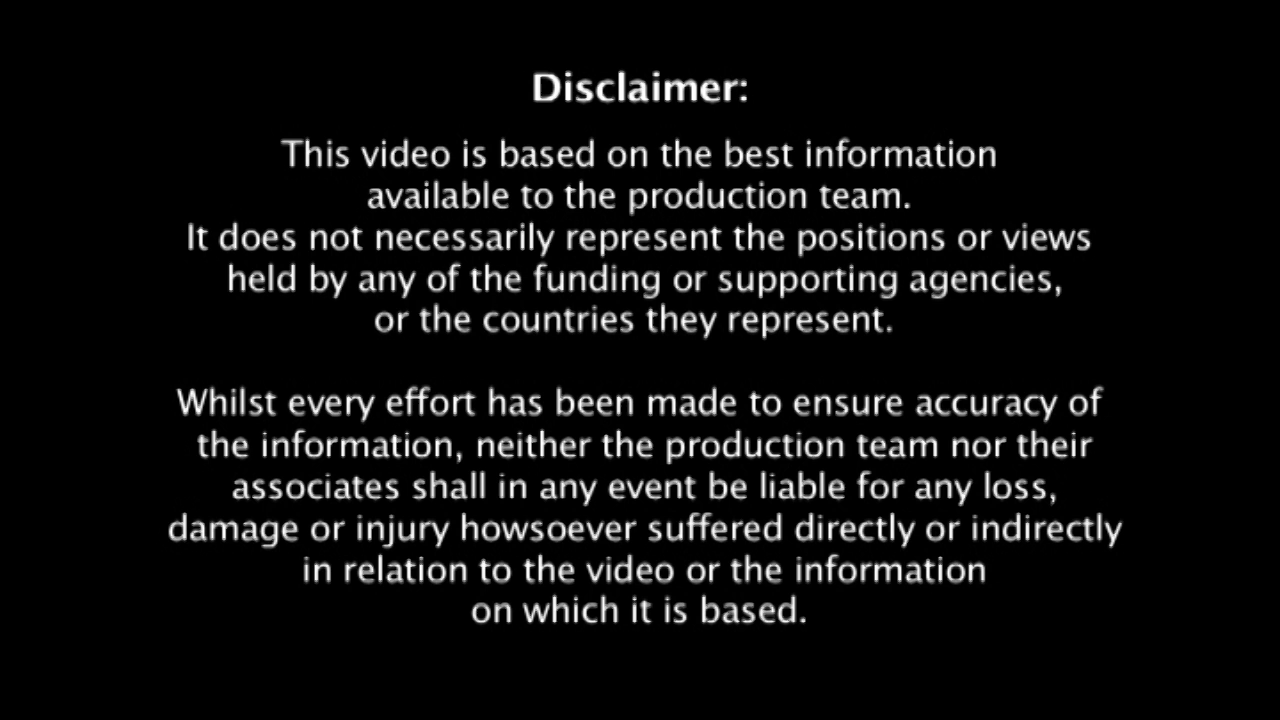 Disclaimer:
This video is based on the best information
available to the production team.
It does not necessarily represent the positions or views
held by any of the funding or supporting agencies,
or the countries they represent.
Whilst every effort has been made to ensure accuracy of
the information, neither the production team nor their
associates shall in any event be liable for any loss,
damage or injury howsoever suffered directly or indirectly
in relation to the video or the information
on which it is based.